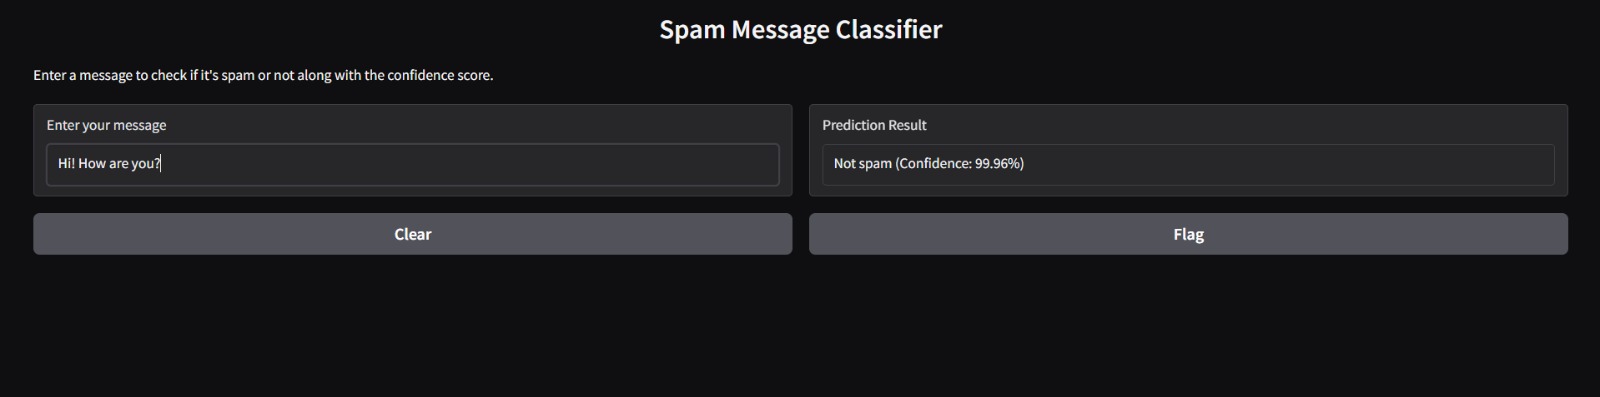 Spam Message Classifier
Enter a message to check if it's spam or not along with the confidence score.
Enter your message
Hi! How are you?
Prediction Result
Not spam (Confidence: 99.96%)
Clear
Flag